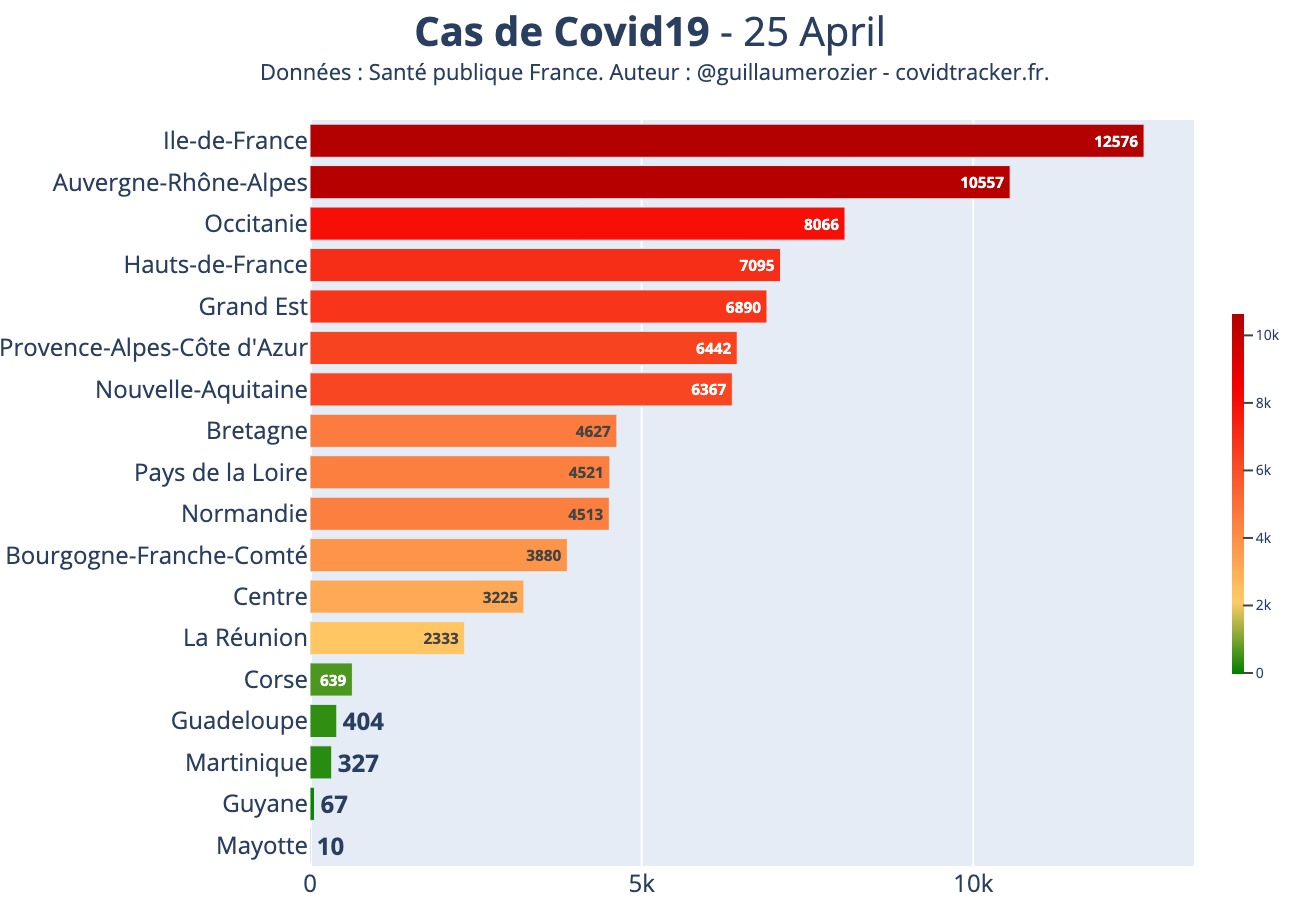 Cas de Covid19 - 25 April
Données : Santé publique France. Auteur : @guillaumerozier - covidtracker.fr.
Ile-de-France 12576
Auvergne-Rhône-Alpes 10557
Occitanie 8066
Hauts-de-France 7095
Grand Est 6890
Provence-Alpes-Côte d'Azur 6442
Nouvelle-Aquitaine 6367
Bretagne 4627
Pays de la Loire 4521
Normandie 4513
Bourgogne-Franche-Comté 3880
Centre 3225
La Réunion 2333
Corse 639
Guadeloupe 404
Martinique 327
Guyane 67
Mayotte 10
0 5k 10k
10k
8k
6k
4k
2k
0